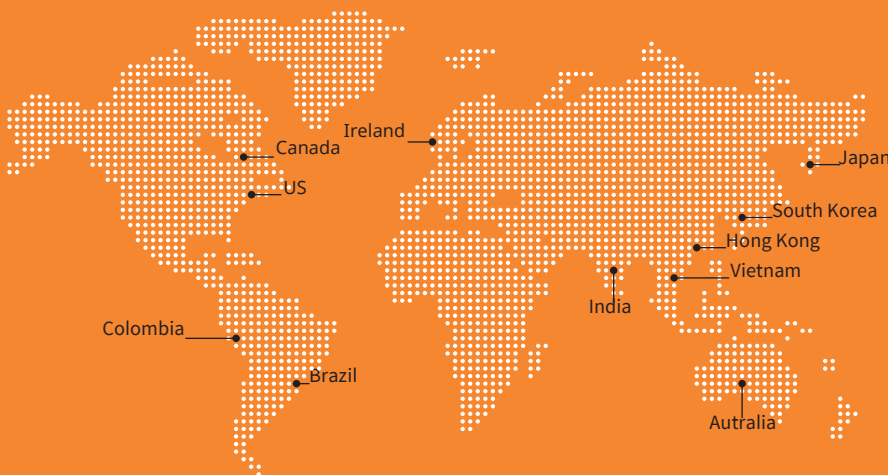 Ireland
Canada
Japan
US
South Korea
Hong Kong
Vietnam
India
Colombia
Brazil
Autralia